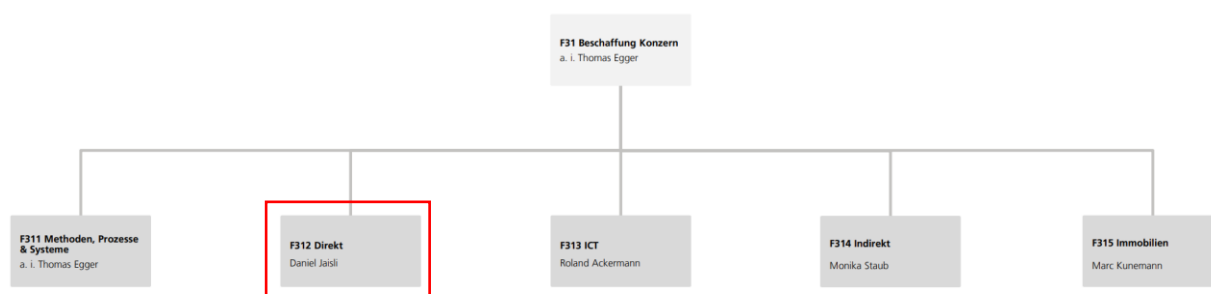 F31 Beschaffung Konzern
a. i. Thomas Egger
F311 Methoden, Prozesse
& Systeme
a. i. Thomas Egger
F312 Direkt
Daniel Jaisli
F313 ICT
Roland Ackermann
F314 Indirekt
Monika Staub
F315 Immobilien
Marc Kunemann